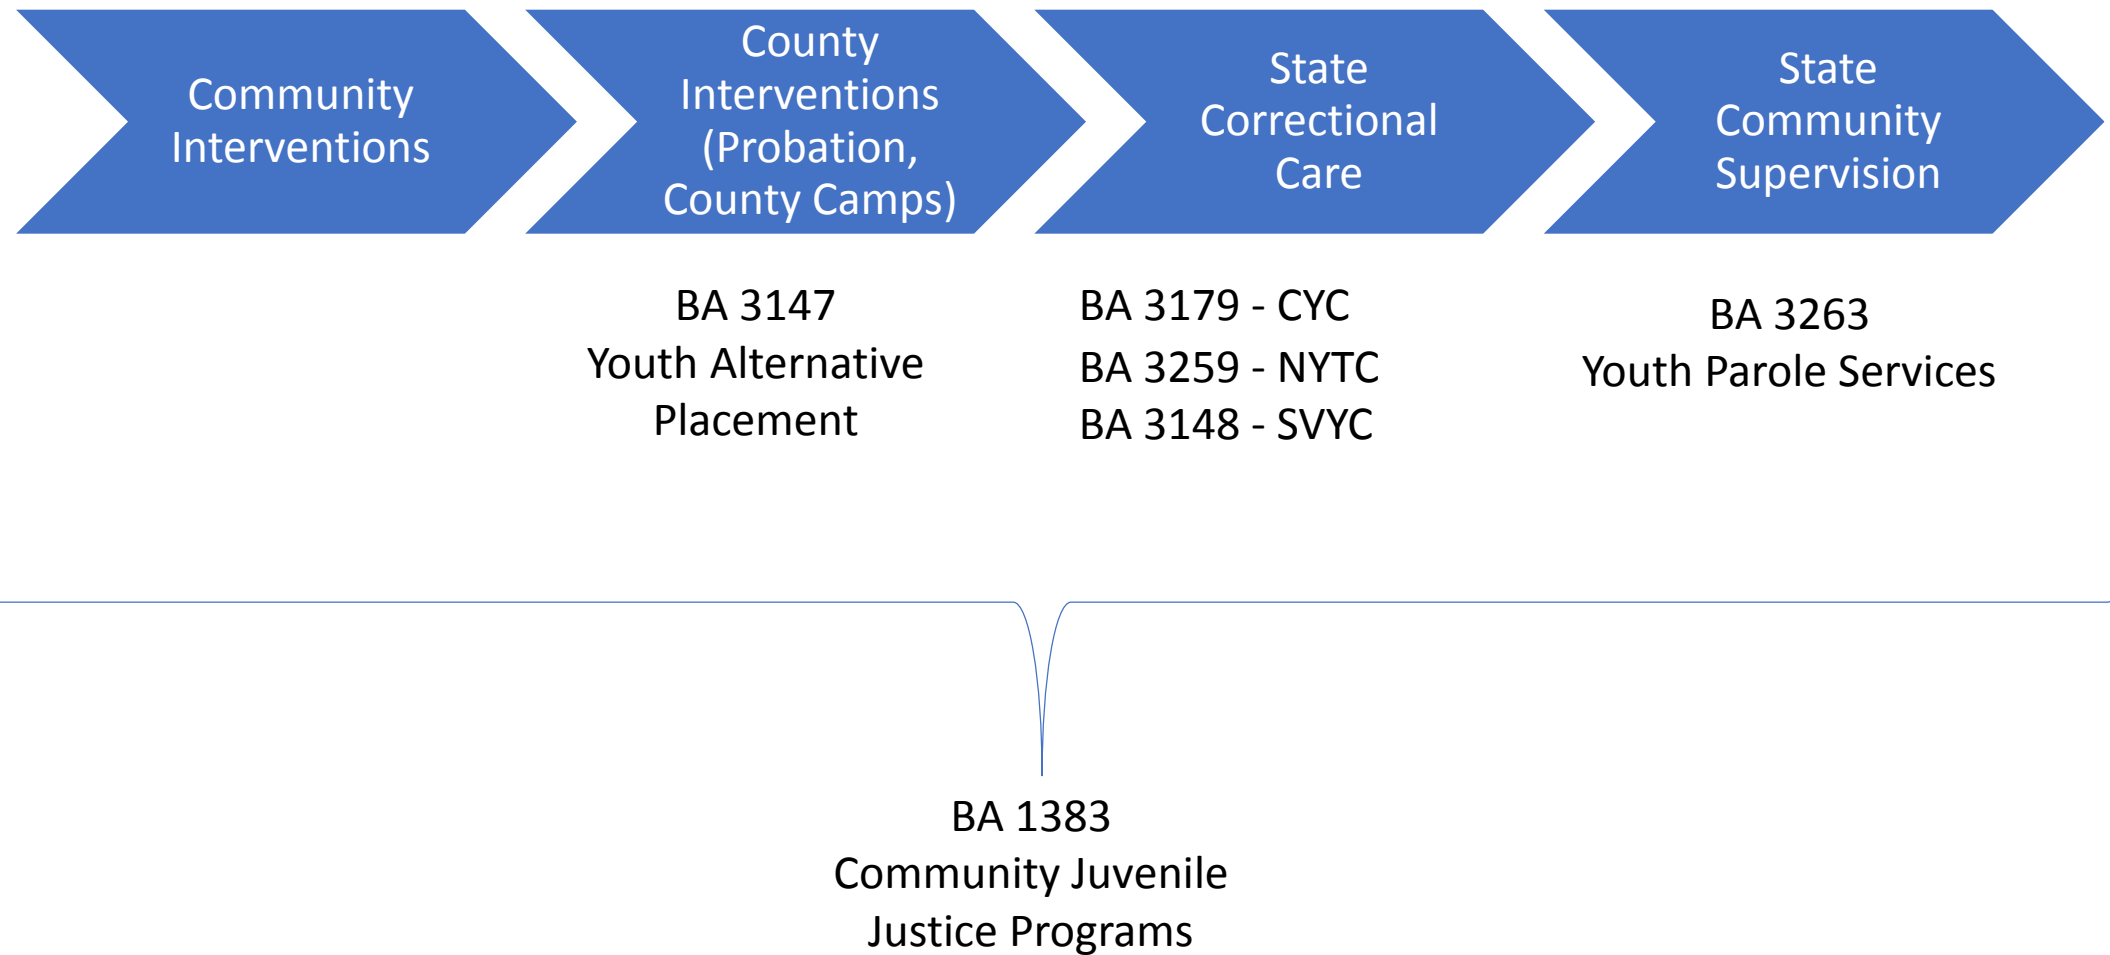 Community
Interventions
County
Interventions
(Probation,
County Camps)
State
Correctional
Care
State
Community
Supervision
BA 3147
Youth Alternative
Placement
BA 3179 - CYC
BA 3259 - NYTC
BA 3148 - SVYC
BA 3263
Youth Parole Services
BA 1383
Community Juvenile
Justice Programs